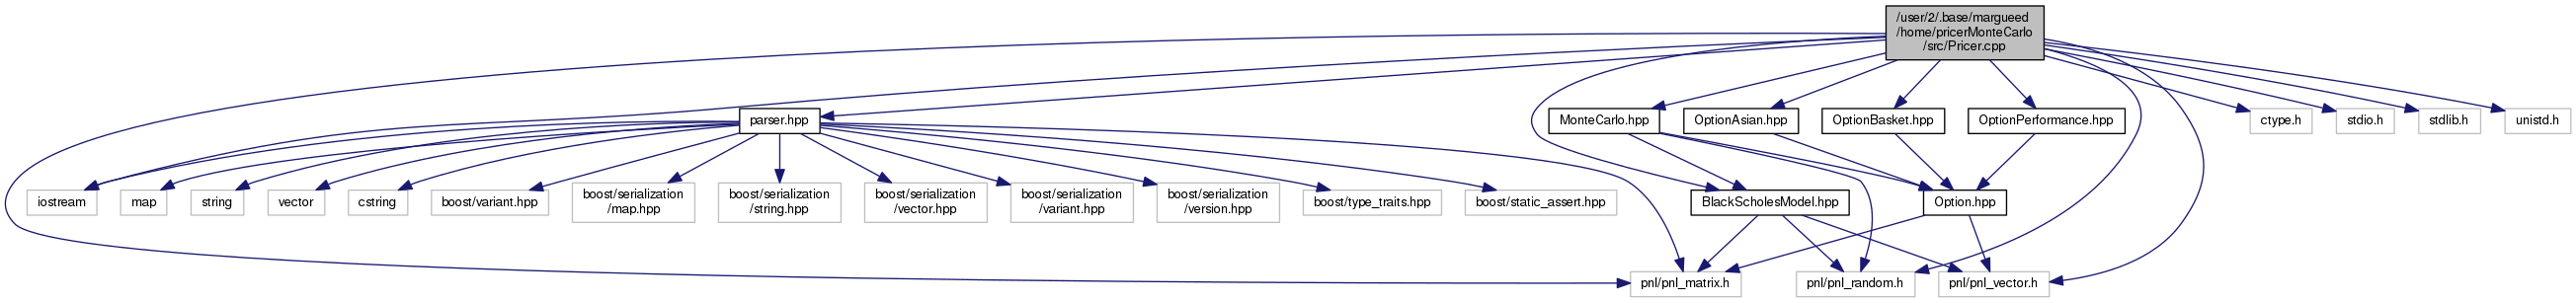 /user/2/.base/margueed
/home/pricerMonteCarlo
/src/Pricer.cpp
parser.hpp
MonteCarlo.hpp
OptionAsian.hpp
OptionBasket.hpp
OptionPerformance.hpp
ctype.h
stdio.h
stdlib.h
unistd.h
iostream
map
string
vector
cstring
boost/variant.hpp
boost/serialization
/map.hpp
boost/serialization
/string.hpp
boost/serialization
/vector.hpp
boost/serialization
/variant.hpp
boost/serialization
/version.hpp
boost/type_traits.hpp
boost/static_assert.hpp
BlackScholesModel.hpp
Option.hpp
pnl/pnl_matrix.h
pnl/pnl_random.h
pnl/pnl_vector.h